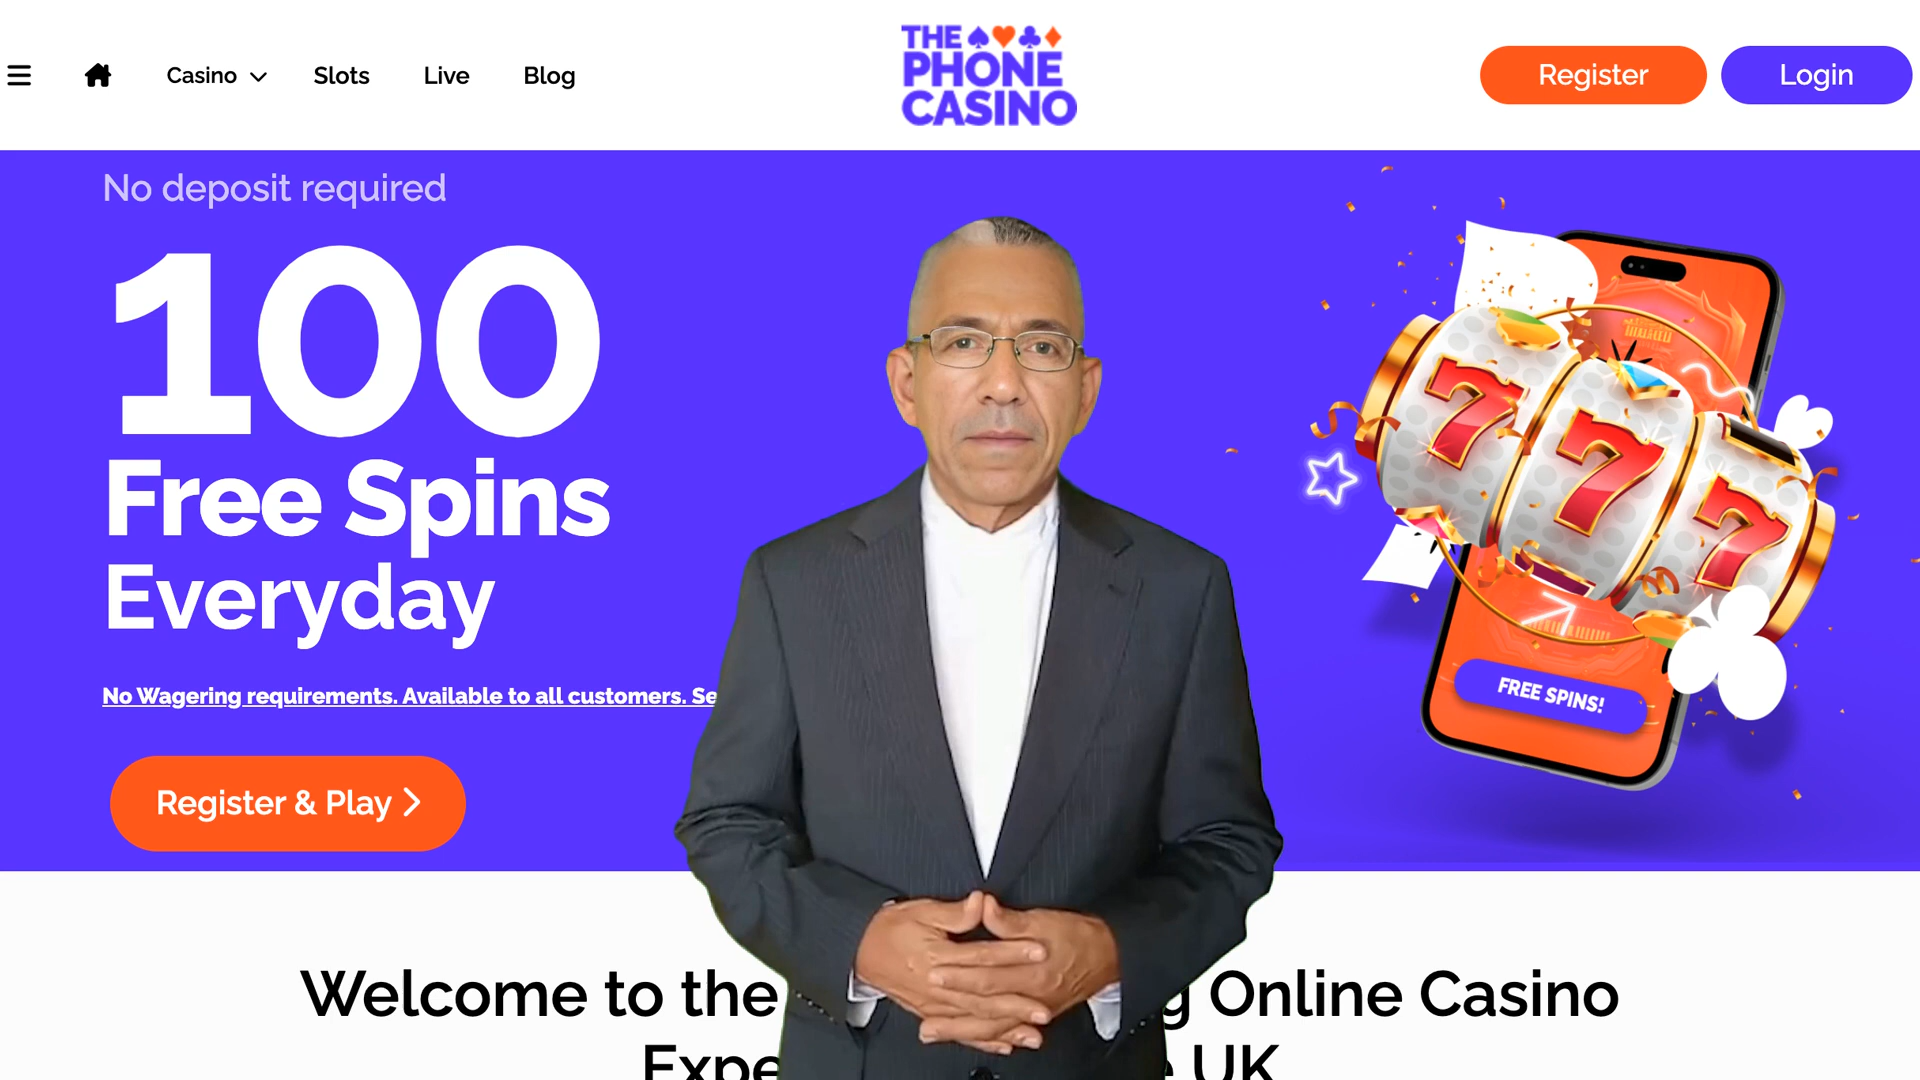 Casino
Slots
Live
Blog
THE
PHONE
CASINO
Register
Login
No deposit required
100
Free Spins
Everyday
No Wagering requirements. Available to all customers.
Register & Play
777
FREE SPINS!
Welcome to the Online Casino
UK